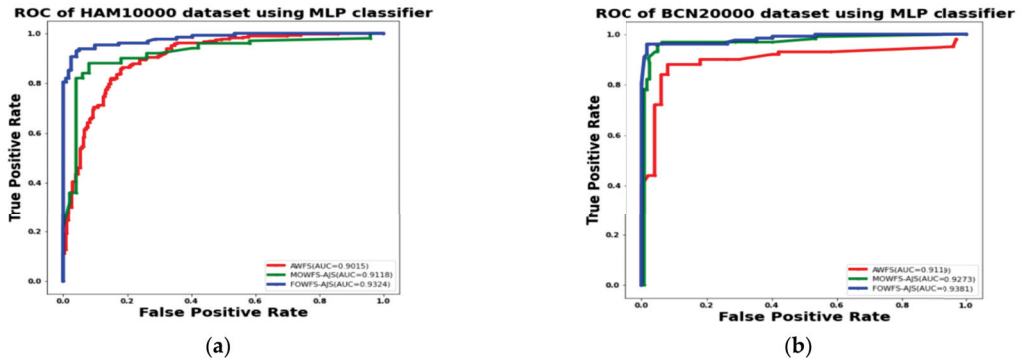 ROC of HAM10000 dataset using MLP classifier
True Positive Rate
1.0
0.8
0.6
0.4
0.2
0.0
AWFS(AUC=0.9015)
MOWFS-AJS(AUC=0.9118)
FOWFS-AJS(AUC=0.9324)
0.0 0.2 0.4 0.6 0.8 1.0
False Positive Rate
(a)
ROC of BCN20000 dataset using MLP classifier
True Positive Rate
1.0
0.8
0.6
0.4
0.2
0.0
AWFS(AUC=0.9119)
MOWFS-AJS(AUC=0.9273)
FOWFS-AJS(AUC=0.9381)
0.0 0.2 0.4 0.6 0.8 1.0
False Positive Rate
(b)